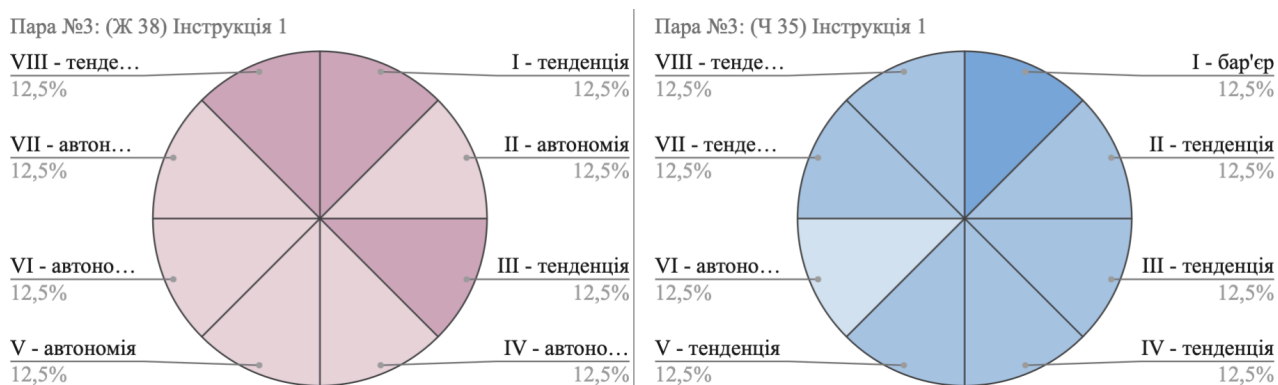 Пара №3: (Ж 38) Інструкція 1
VIII - тенде…
12,5%
I - тенденція
12,5%
VII - автон…
12,5%
II - автономія
12,5%
VI - автоно…
12,5%
III - тенденція
12,5%
V - автономія
12,5%
IV - автоно…
12,5%
Пара №3: (Ч 35) Інструкція 1
VIII - тенде…
12,5%
I - бар'єр
12,5%
VII - тенде…
12,5%
II - тенденція
12,5%
VI - автоно…
12,5%
III - тенденція
12,5%
V - тенденція
12,5%
IV - тенденція
12,5%